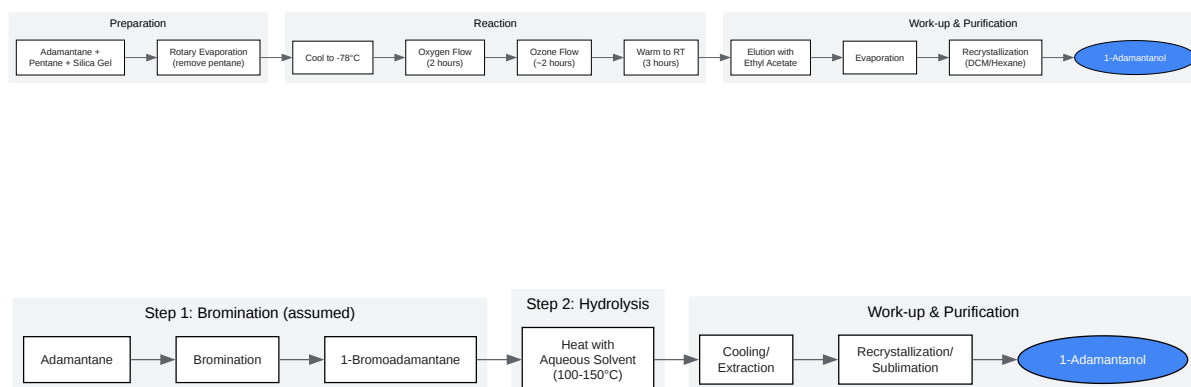 Preparation
Reaction
Work-up & Purification
Adamantane +
Pentane + Silica Gel
Rotary Evaporation
(remove pentane)
Cool to -78°C
Oxygen Flow
(2 hours)
Ozone Flow
(~2 hours)
Warm to RT
(3 hours)
Elution with
Ethyl Acetate
Evaporation
Recrystallization
(DCM/Hexane)
1-Adamantanol
Step 1: Bromination (assumed)
Step 2: Hydrolysis
Work-up & Purification
Adamantane
Bromination
1-Bromoadamantane
Heat with
Aqueous Solvent
(100-150°C)
Cooling/
Extraction
Recrystallization/
Sublimation
1-Adamantanol